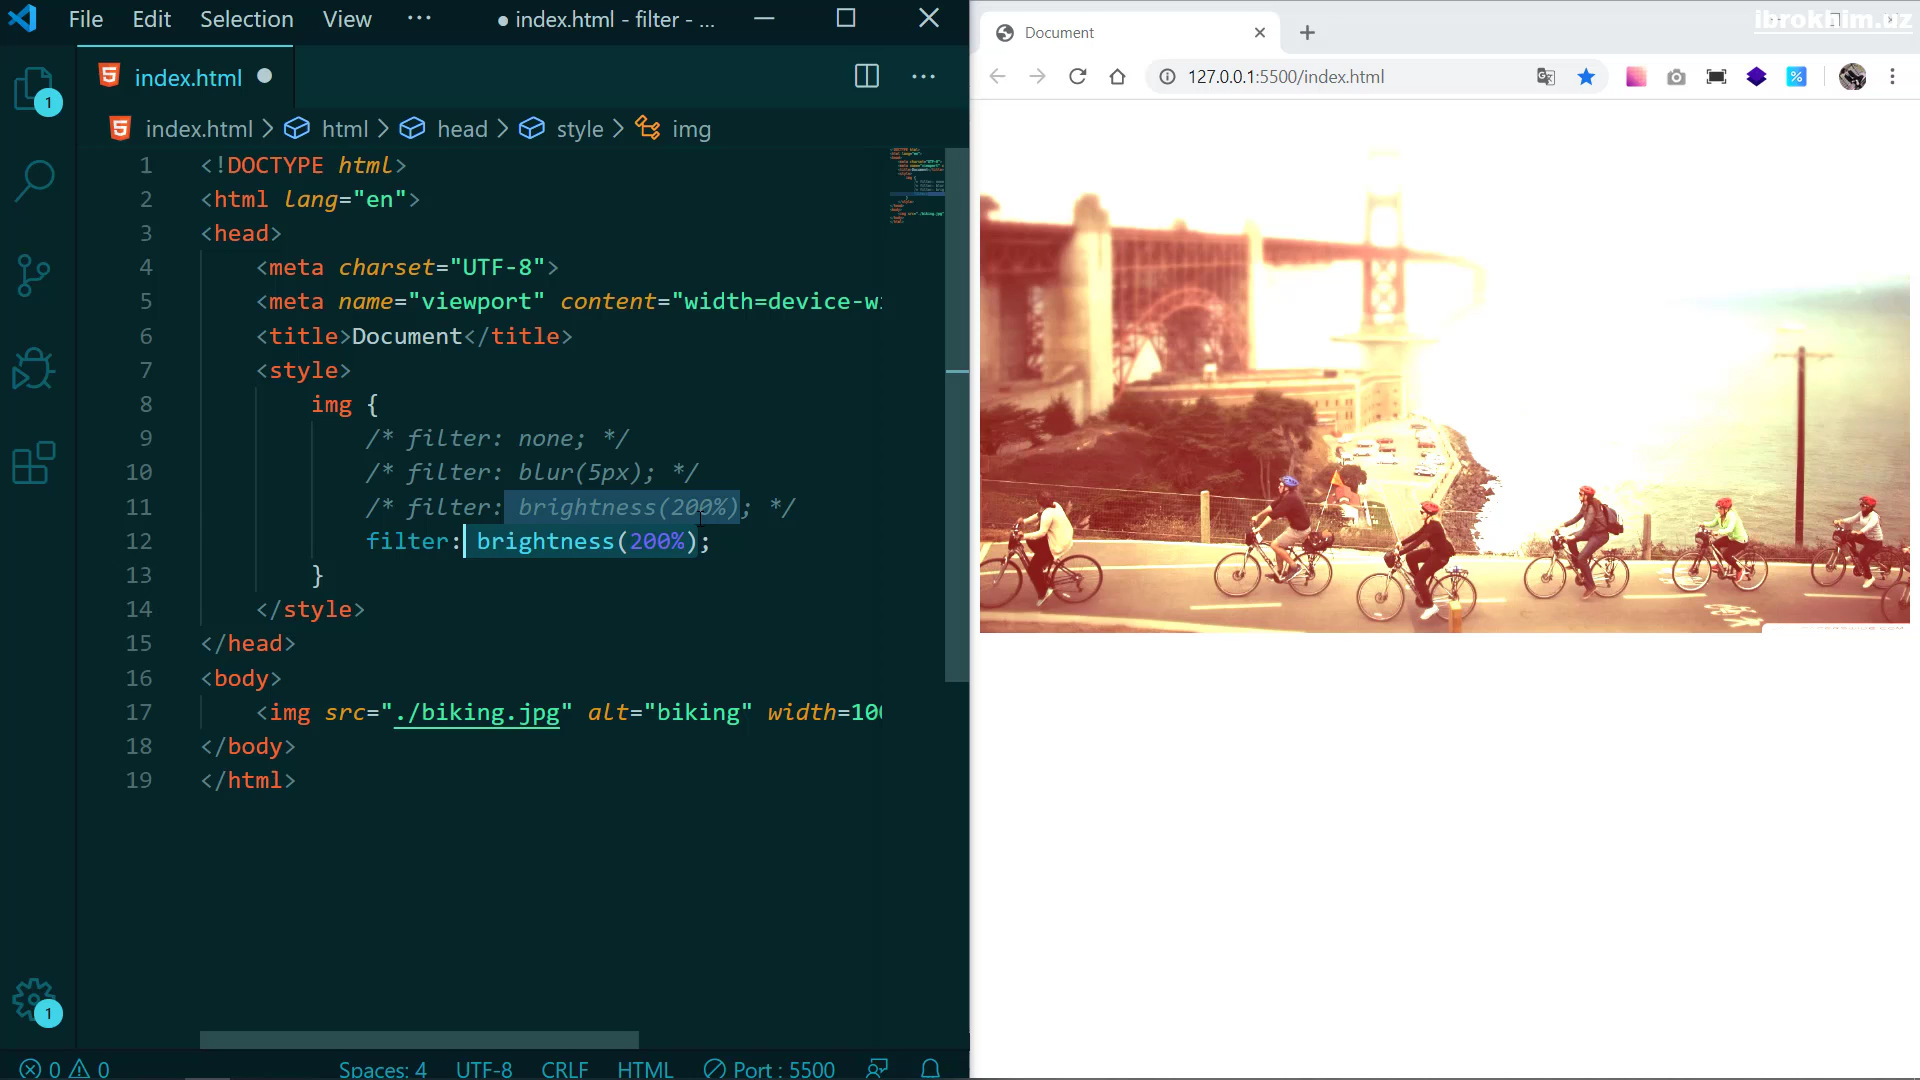 File Edit Selection View ··· ● index.html - filter - ...
index.html
index.html > html > head > style > img
1 <!DOCTYPE html>
2 <html lang="en">
3 <head>
4 <meta charset="UTF-8">
5 <meta name="viewport" content="width=device-wi
6 <title>Document</title>
7 <style>
8 img {
9 /* filter: none; */
10 /* filter: blur(5px); */
11 /* filter: brightness(200%); */
12 filter: brightness(200%);
13 }
14 </style>
15 </head>
16 <body>
17 <img src="./biking.jpg" alt="biking" width=100
18 </body>
19 </html>
1
1
0 0 Spaces: 4 UTF-8 CRLF HTML Port : 5500
Document
ibrokhim.uz
127.0.0.1:5500/index.html